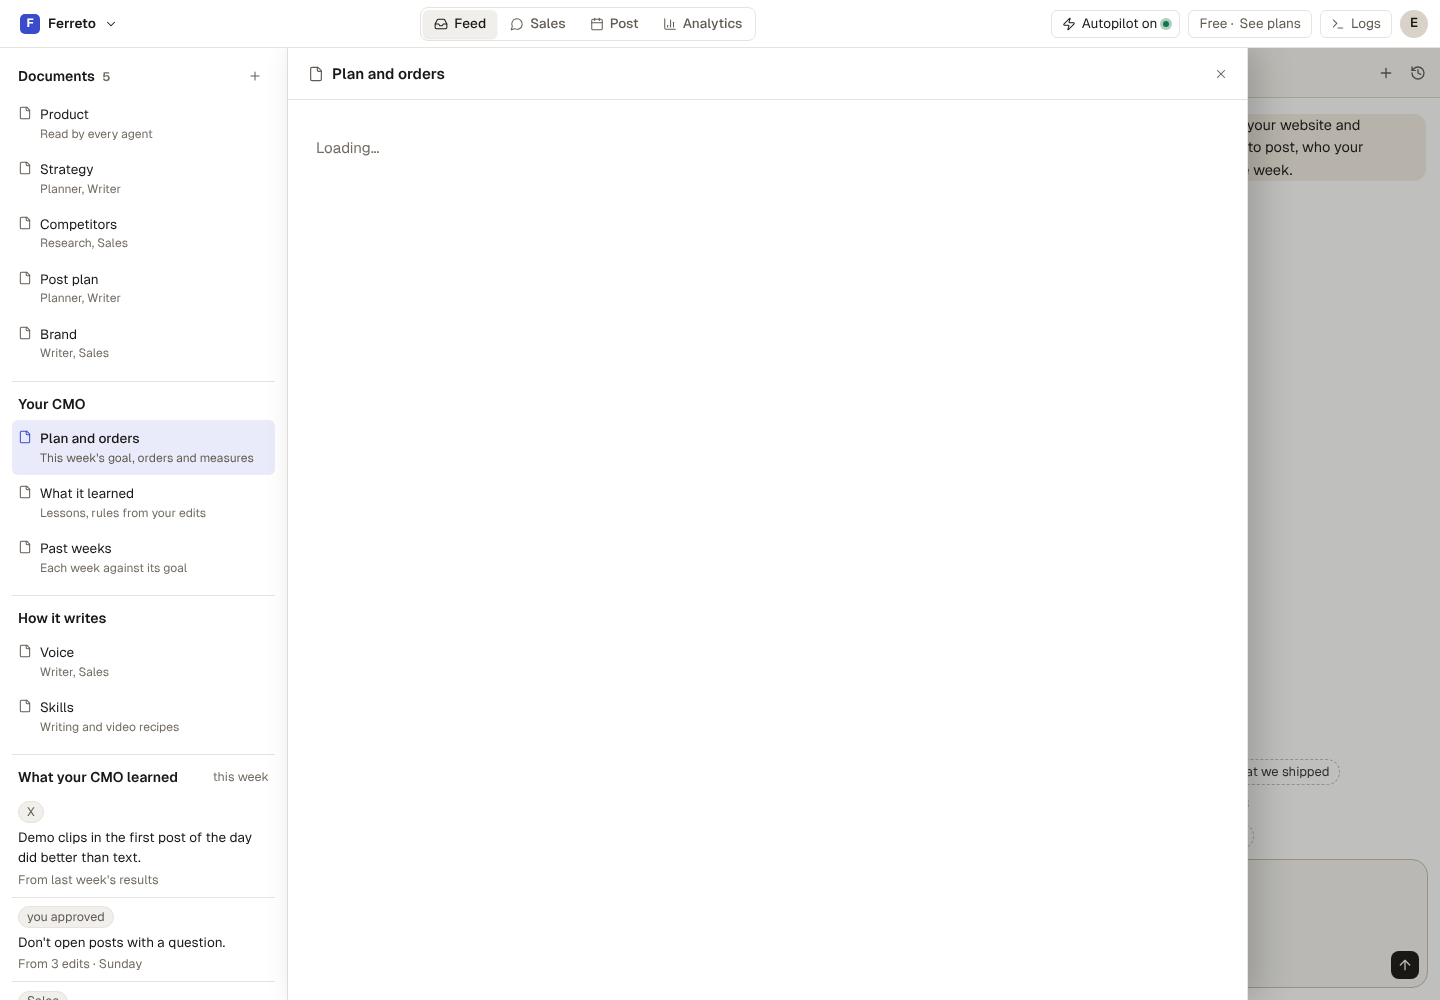 F Ferreto
Feed Sales Post Analytics
Autopilot on
Free · See plans
Logs
E
Documents 5
Product
Read by every agent
Strategy
Planner, Writer
Competitors
Research, Sales
Post plan
Planner, Writer
Brand
Writer, Sales
Your CMO
Plan and orders
This week's goal, orders and measures
What it learned
Lessons, rules from your edits
Past weeks
Each week against its goal
How it writes
Voice
Writer, Sales
Skills
Writing and video recipes
What your CMO learned this week
X
Demo clips in the first post of the day
did better than text.
From last week's results
you approved
Don't open posts with a question.
From 3 edits · Sunday
Sales
Plan and orders
Loading...
your website and
to post, who your
week.
at we shipped